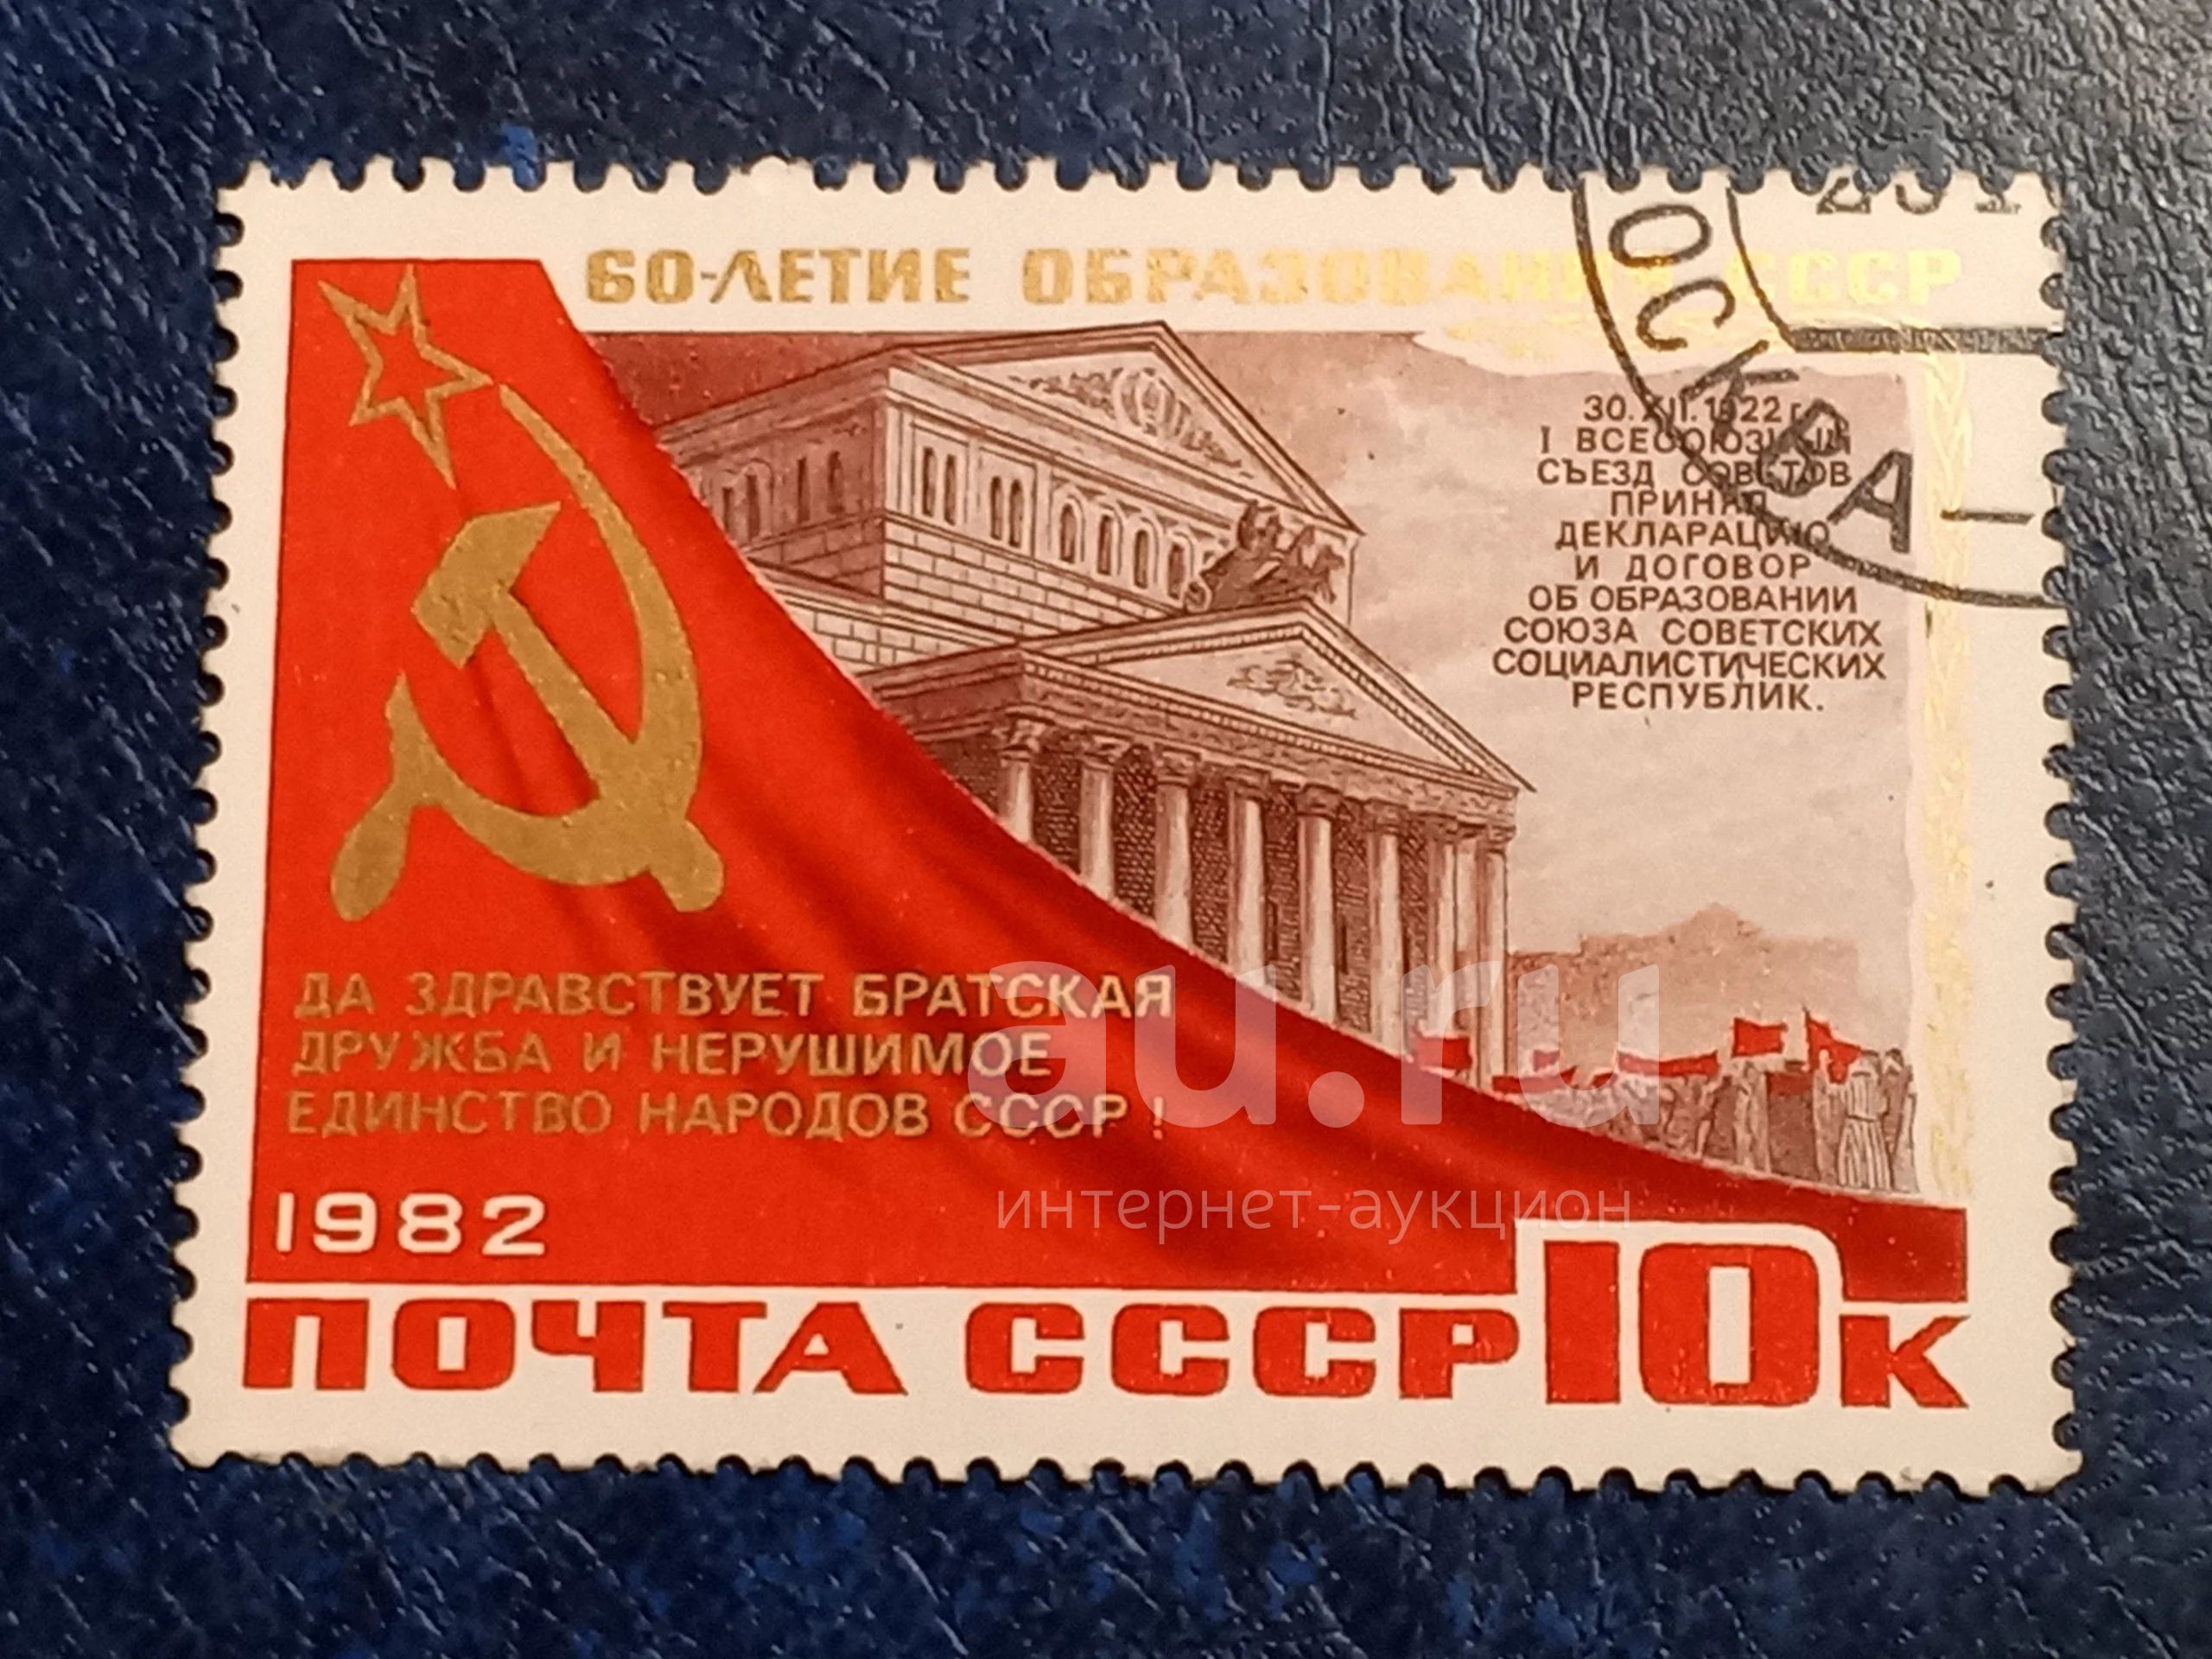 60-ЛЕТИЕ ОБРАЗОВАНИЯ СССР
30.XII.1922 г.
I ВСЕСОЮЗНЫЙ
СЪЕЗД СОВЕТОВ
ПРИНЯЛ
ДЕКЛАРАЦИЮ
И ДОГОВОР
ОБ ОБРАЗОВАНИИ
СОЮЗА СОВЕТСКИХ
СОЦИАЛИСТИЧЕСКИХ
РЕСПУБЛИК.
ОСКВА –
ДА ЗДРАВСТВУЕТ БРАТСКАЯ
ДРУЖБА И НЕРУШИМОЕ
ЕДИНСТВО НАРОДОВ СССР!
au.ru
интернет-аукцион
1982
ПОЧТА СССР 10к